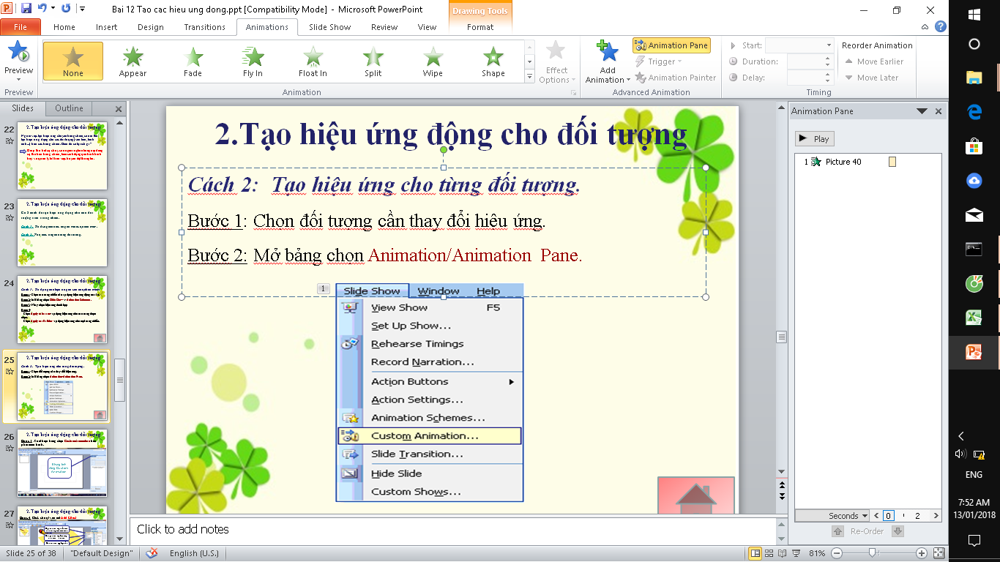 Bai 12 Tao cac hieu ung dong.ppt [Compatibility Mode] - Microsoft PowerPoint
Drawing Tools
File Home Insert Design Transitions Animations Slide Show Review View Format
Preview
None Appear Fade Fly In Float In Split Wipe Shape
Effect Options
Add Animation
Animation Pane
Trigger
Animation Painter
Start:
Duration:
Delay:
Reorder Animation
Move Earlier
Move Later
Preview Animation Advanced Animation Timing
Slides Outline
22
23
24
25
26
27
2.Tạo hiệu ứng động cho đối tượng
Cách 2: Tạo hiệu ứng cho từng đối tượng.
Bước 1: Chọn đối tượng cần thay đổi hiệu ứng.
Bước 2: Mở bảng chọn Animation/Animation Pane.
1
Slide Show Window Help
View Show F5
Set Up Show...
Rehearse Timings
Record Narration...
Action Buttons
Action Settings...
Animation Schemes...
Custom Animation...
Slide Transition...
Hide Slide
Custom Shows...
Animation Pane
Play
1 Picture 40
Seconds 0 2
Re-Order
Click to add notes
Slide 25 of 38 "Default Design" English (U.S.) 81%
ENG
7:52 AM
13/01/2018